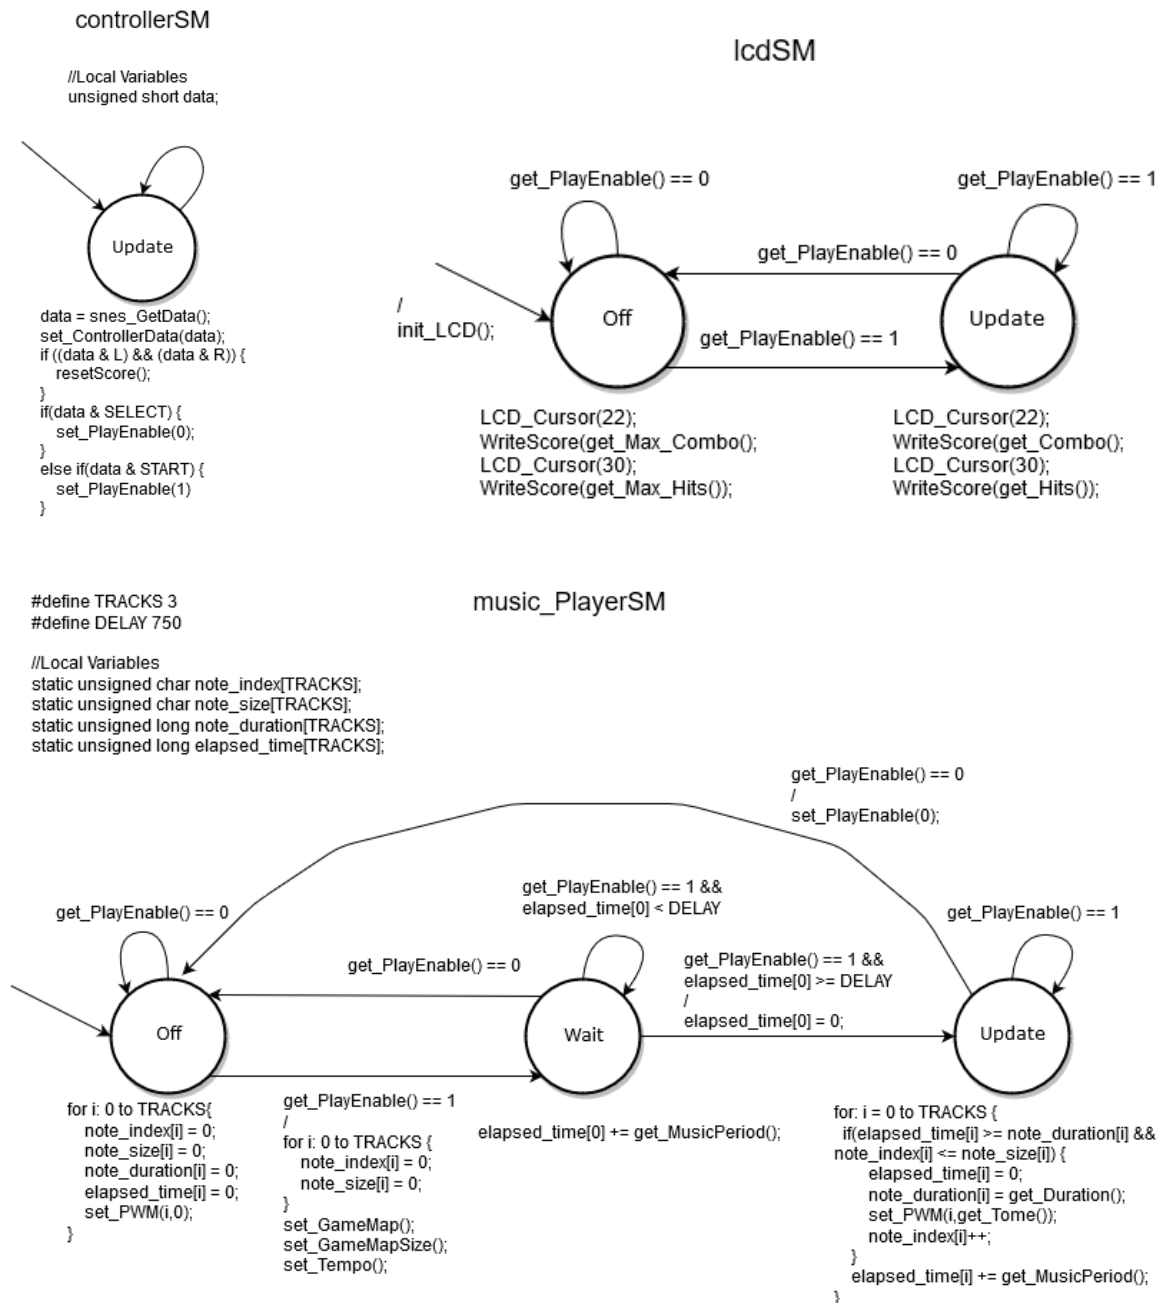 controllerSM
//Local Variables
unsigned short data;
Update
data = snes_GetData();
set_ControllerData(data);
if ((data & L) && (data & R)) {
resetScore();
}
if(data & SELECT) {
set_PlayEnable(0);
}
else if(data & START) {
set_PlayEnable(1)
}
lcdSM
get_PlayEnable() == 0
get_PlayEnable() == 1
get_PlayEnable() == 0
/
init_LCD();
Off
Update
get_PlayEnable() == 1
LCD_Cursor(22);
WriteScore(get_Max_Combo();
LCD_Cursor(30);
WriteScore(get_Max_Hits());
LCD_Cursor(22);
WriteScore(get_Combo();
LCD_Cursor(30);
WriteScore(get_Hits());
#define TRACKS 3
#define DELAY 750
music_PlayerSM
//Local Variables
static unsigned char note_index[TRACKS];
static unsigned char note_size[TRACKS];
static unsigned long note_duration[TRACKS];
static unsigned long elapsed_time[TRACKS];
get_PlayEnable() == 0
/
set_PlayEnable(0);
get_PlayEnable() == 0
get_PlayEnable() == 1 &&
elapsed_time[0] < DELAY
get_PlayEnable() == 1
get_PlayEnable() == 0
get_PlayEnable() == 1 &&
elapsed_time[0] >= DELAY
/
elapsed_time[0] = 0;
Off
Wait
Update
for i: 0 to TRACKS{
note_index[i] = 0;
note_size[i] = 0;
note_duration[i] = 0;
elapsed_time[i] = 0;
set_PWM(i,0);
}
get_PlayEnable() == 1
/
for i: 0 to TRACKS {
note_index[i] = 0;
note_size[i] = 0;
}
set_GameMap();
set_GameMapSize();
set_Tempo();
elapsed_time[0] += get_MusicPeriod();
for: i = 0 to TRACKS {
if(elapsed_time[i] >= note_duration[i] &&
note_index[i] <= note_size[i]) {
elapsed_time[i] = 0;
note_duration[i] = get_Duration();
set_PWM(i,get_Tome());
note_index[i]++;
}
elapsed_time[i] += get_MusicPeriod();
}